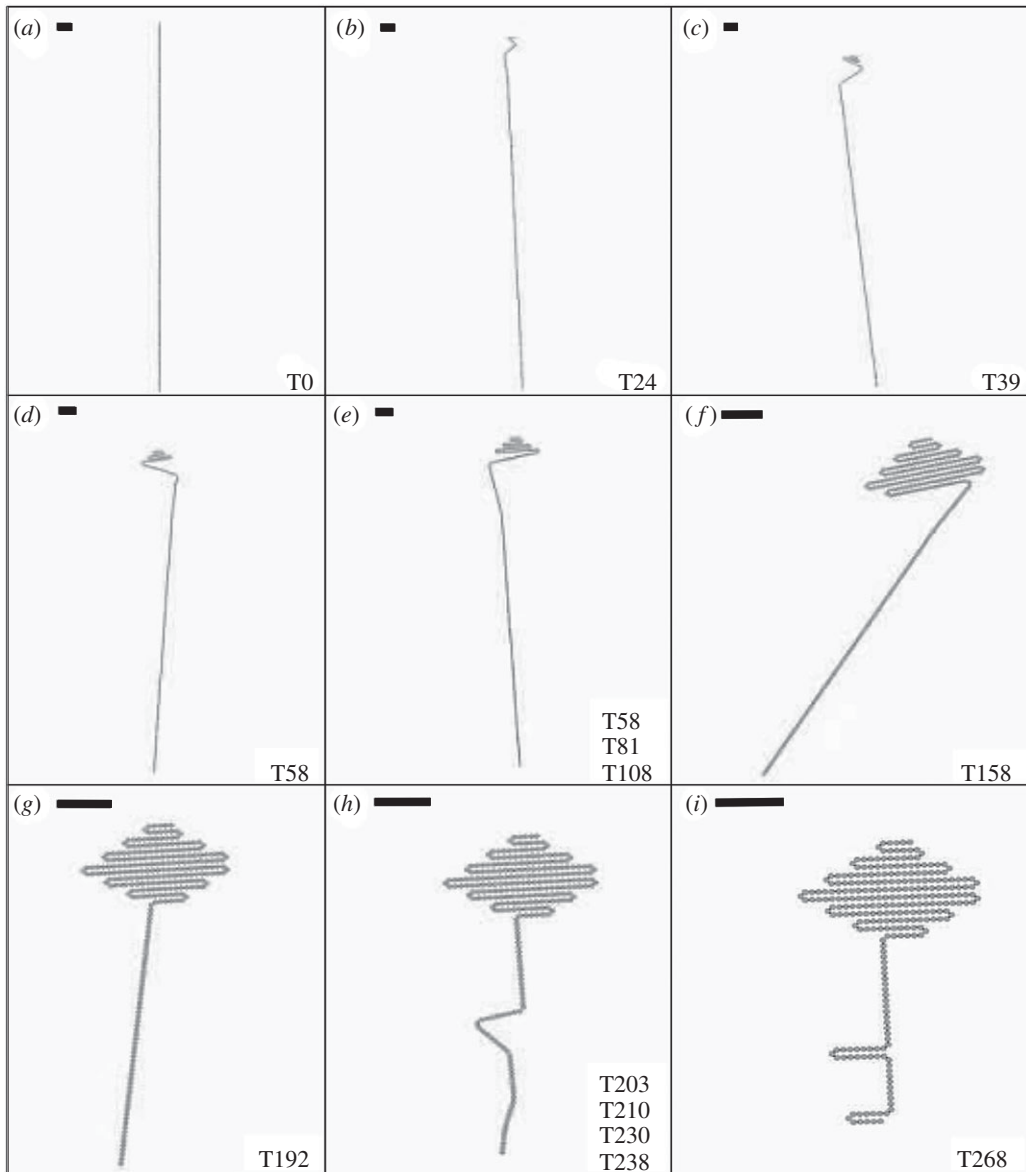 (a)
T0
(b)
T24
(c)
T39
(d)
T58
(e)
T58
T81
T108
(f)
T158
(g)
T192
(h)
T203
T210
T230
T238
(i)
T268